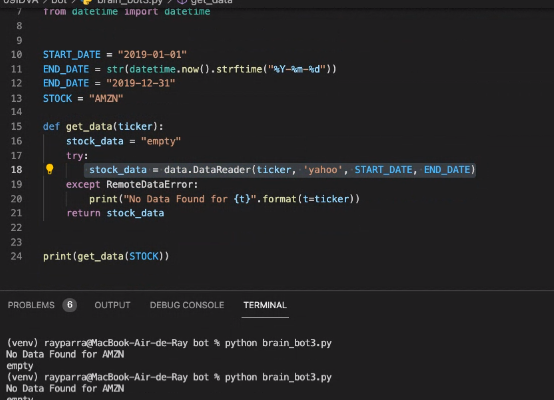 bot > brain_bot3.py > get_data
7 from datetime import datetime
8
9
10 START_DATE = "2019-01-01"
11 END_DATE = str(datetime.now().strftime("%Y-%m-%d"))
12 END_DATE = "2019-12-31"
13 STOCK = "AMZN"
14
15 def get_data(ticker):
16 stock_data = "empty"
17 try:
18 stock_data = data.DataReader(ticker, 'yahoo', START_DATE, END_DATE)
19 except RemoteDataError:
20 print("No Data Found for {t}".format(t=ticker))
21 return stock_data
22
23
24 print(get_data(STOCK))
PROBLEMS 6 OUTPUT DEBUG CONSOLE TERMINAL
(venv) rayparra@MacBook-Air-de-Ray bot % python brain_bot3.py
No Data Found for AMZN
empty
(venv) rayparra@MacBook-Air-de-Ray bot % python brain_bot3.py
No Data Found for AMZN
empty